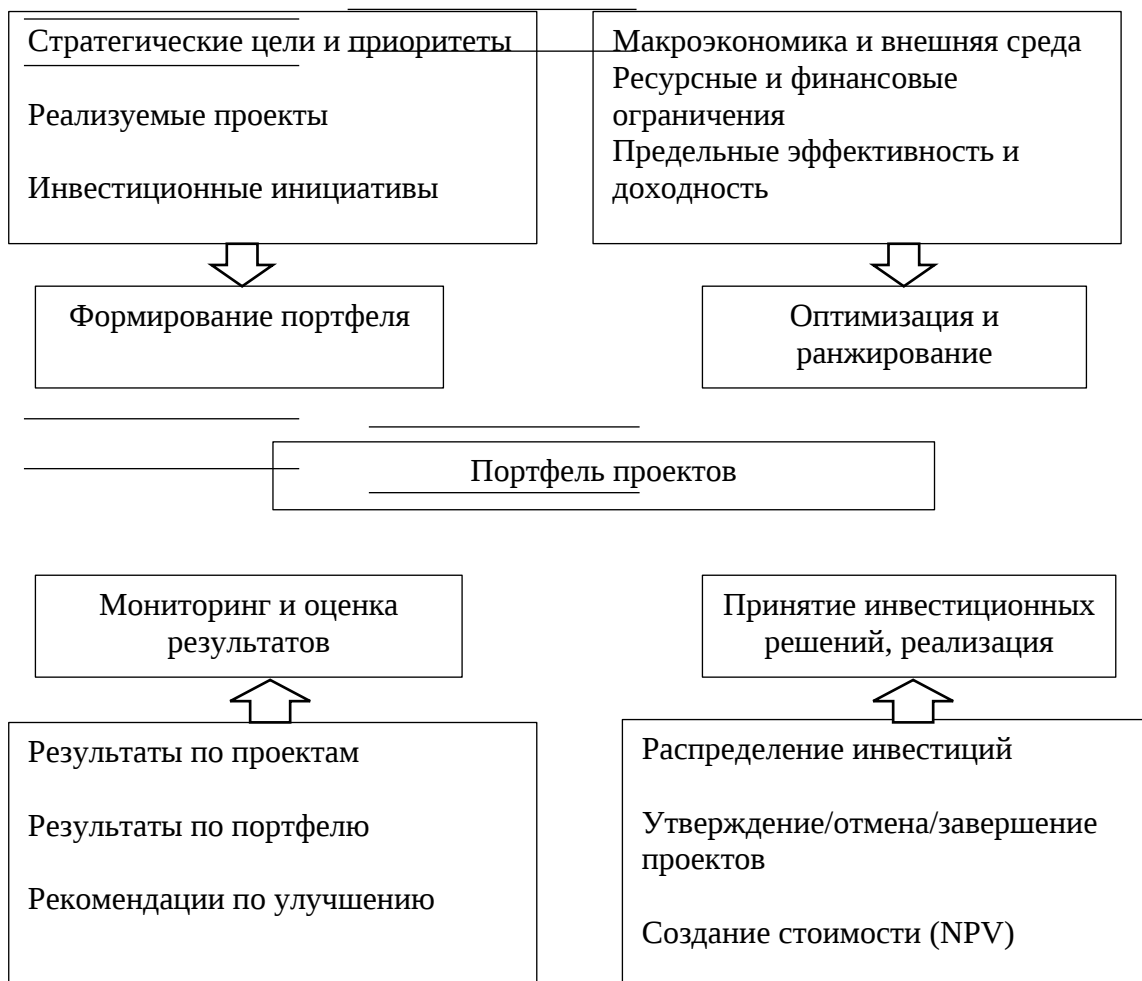 Стратегические цели и приоритеты
Реализуемые проекты
Инвестиционные инициативы
Макроэкономика и внешняя среда
Ресурсные и финансовые
ограничения
Предельные эффективность и
доходность
Формирование портфеля
Оптимизация и
ранжирование
Портфель проектов
Мониторинг и оценка
результатов
Принятие инвестиционных
решений, реализация
Результаты по проектам
Результаты по портфелю
Рекомендации по улучшению
Распределение инвестиций
Утверждение/отмена/завершение
проектов
Создание стоимости (NPV)